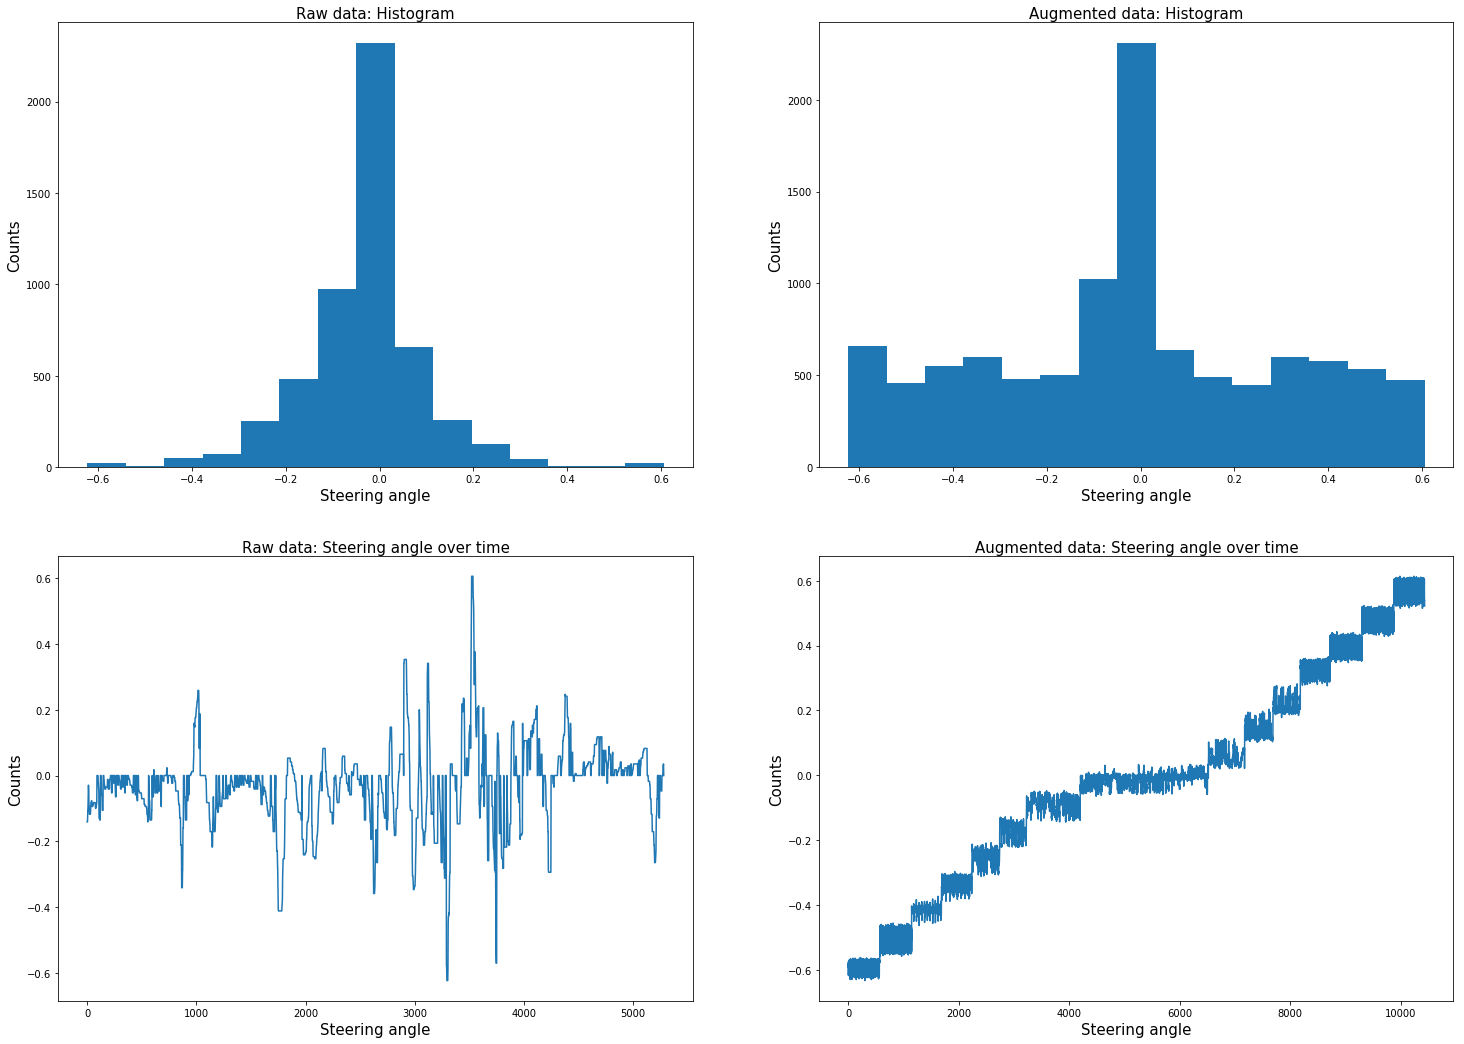 Raw data: Histogram
Counts
2000
1500
1000
500
0
−0.6 −0.4 −0.2 0.0 0.2 0.4 0.6
Steering angle
Augmented data: Histogram
Counts
2000
1500
1000
500
0
−0.6 −0.4 −0.2 0.0 0.2 0.4 0.6
Steering angle
Raw data: Steering angle over time
Counts
0.6
0.4
0.2
0.0
−0.2
−0.4
−0.6
0 1000 2000 3000 4000 5000
Steering angle
Augmented data: Steering angle over time
Counts
0.6
0.4
0.2
0.0
−0.2
−0.4
−0.6
0 2000 4000 6000 8000 10000
Steering angle